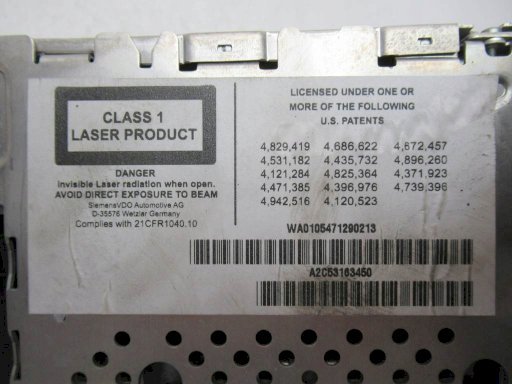 CLASS 1
LASER PRODUCT
DANGER
Invisible Laser radiation when open.
AVOID DIRECT EXPOSURE TO BEAM
SiemensVDO Automotive AG
D-35576 Wetzlar Germany
Complies with 21CFR1040.10
LICENSED UNDER ONE OR
MORE OF THE FOLLOWING
U.S. PATENTS
4,829,419 4,686,622 4,672,457
4,531,182 4,435,732 4,896,260
4,121,284 4,825,364 4,371,923
4,471,385 4,396,976 4,739,396
4,942,516 4,120,523
WA0105471290213
A2C53163450